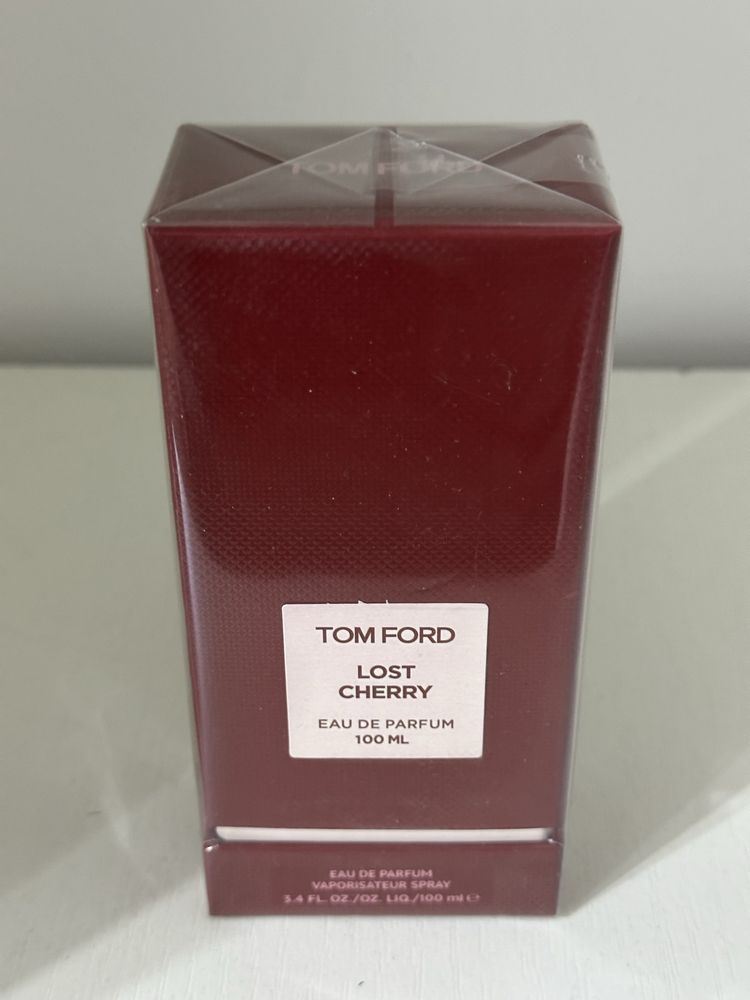 TOM FORD
TOM FORD
LOST
CHERRY
EAU DE PARFUM
100 ML
EAU DE PARFUM
VAPORISATEUR SPRAY
3.4 FL. OZ./OZ. LIQ./100 ml ℮